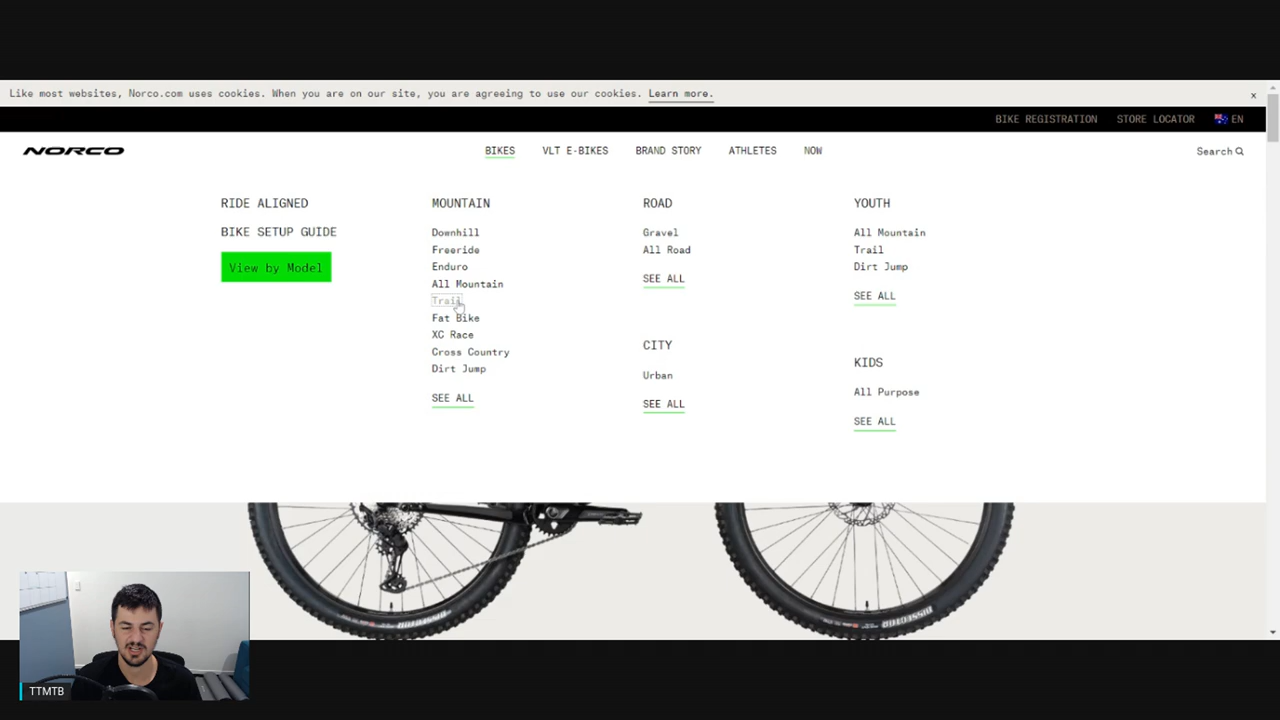 Like most websites, Norco.com uses cookies. When you are on our site, you are agreeing to use our cookies. Learn more. x
BIKE REGISTRATION STORE LOCATOR EN
NORCO BIKES VLT E-BIKES BRAND STORY ATHLETES NOW Search
RIDE ALIGNED
BIKE SETUP GUIDE
View by Model
MOUNTAIN
Downhill
Freeride
Enduro
All Mountain
Trail
Fat Bike
XC Race
Cross Country
Dirt Jump
SEE ALL
ROAD
Gravel
All Road
SEE ALL
CITY
Urban
SEE ALL
YOUTH
All Mountain
Trail
Dirt Jump
SEE ALL
KIDS
All Purpose
SEE ALL
DISSECTOR
DISSECTOR
TTMTB